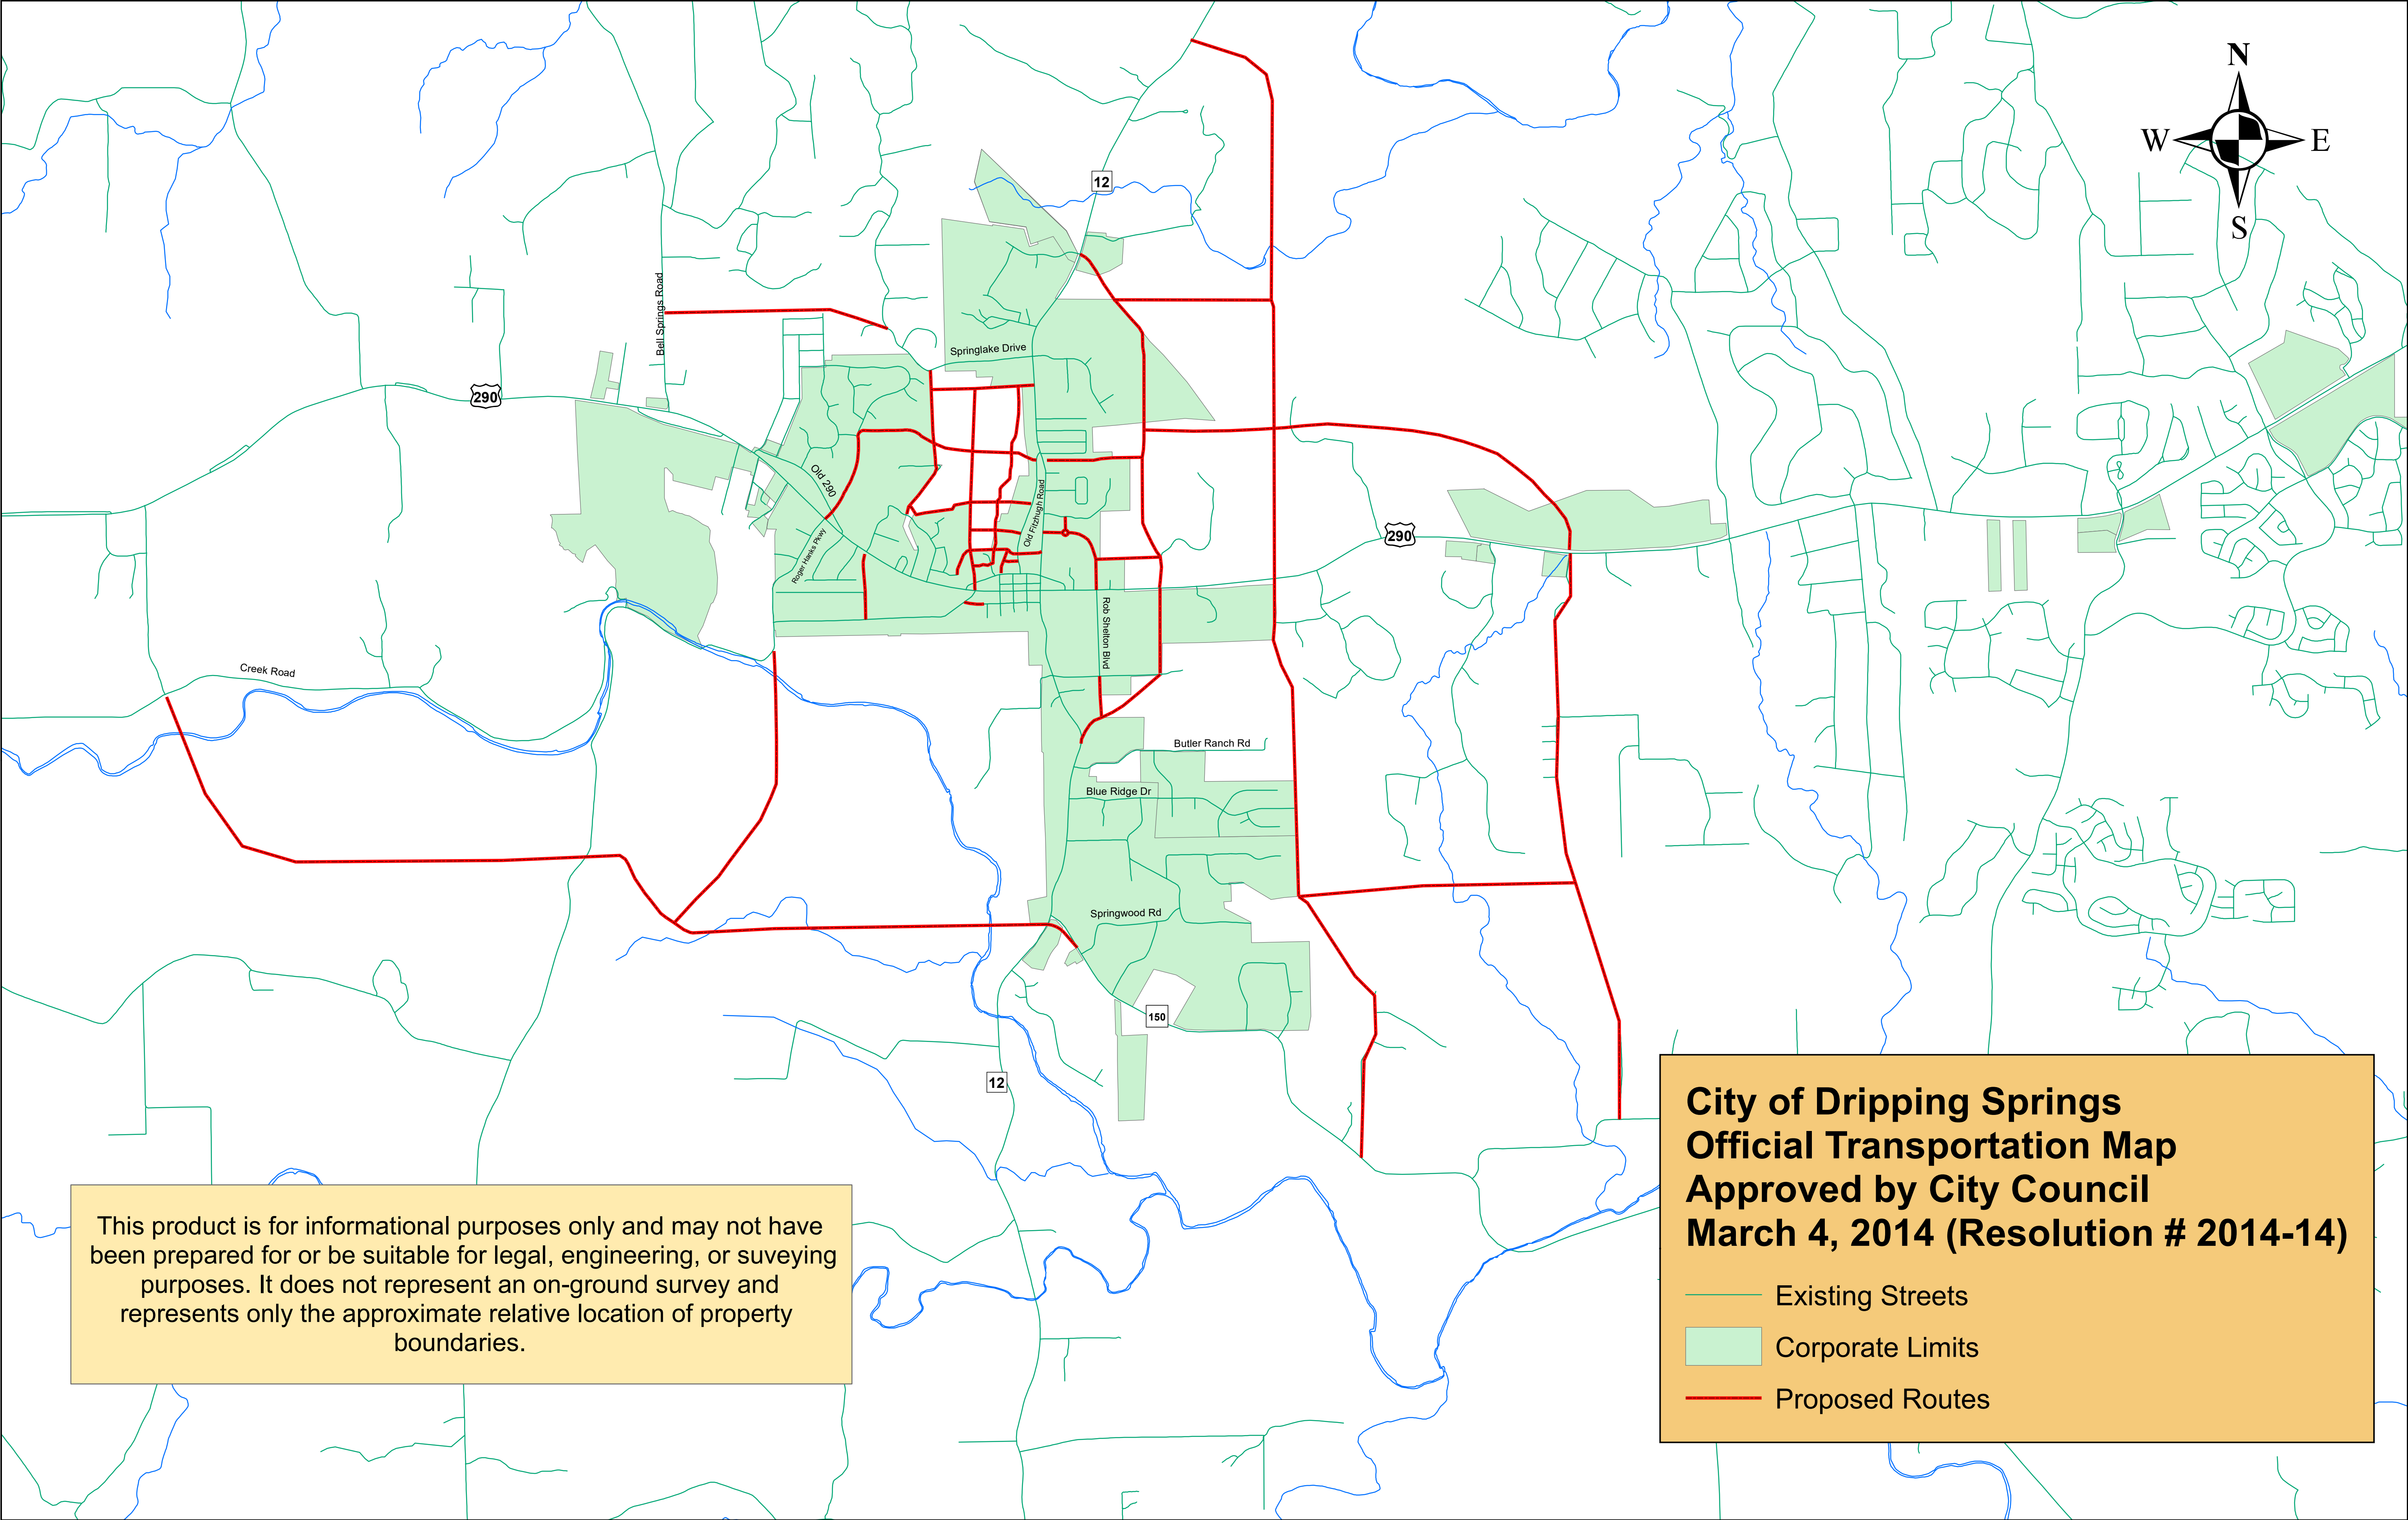 N
W E
S
12
Bell Springs Road
Springlake Drive
290
Old 290
Old Fitzhugh Road
Roger Hanks Pkwy
290
Rob Shelton Blvd
Creek Road
Butler Ranch Rd
Blue Ridge Dr
Springwood Rd
150
12
City of Dripping Springs
Official Transportation Map
Approved by City Council
March 4, 2014 (Resolution # 2014-14)
Existing Streets
Corporate Limits
Proposed Routes
This product is for informational purposes only and may not have
been prepared for or be suitable for legal, engineering, or suveying
purposes. It does not represent an on-ground survey and
represents only the approximate relative location of property
boundaries.